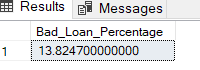 Results Messages
Bad_Loan_Percentage
1 13.824700000000